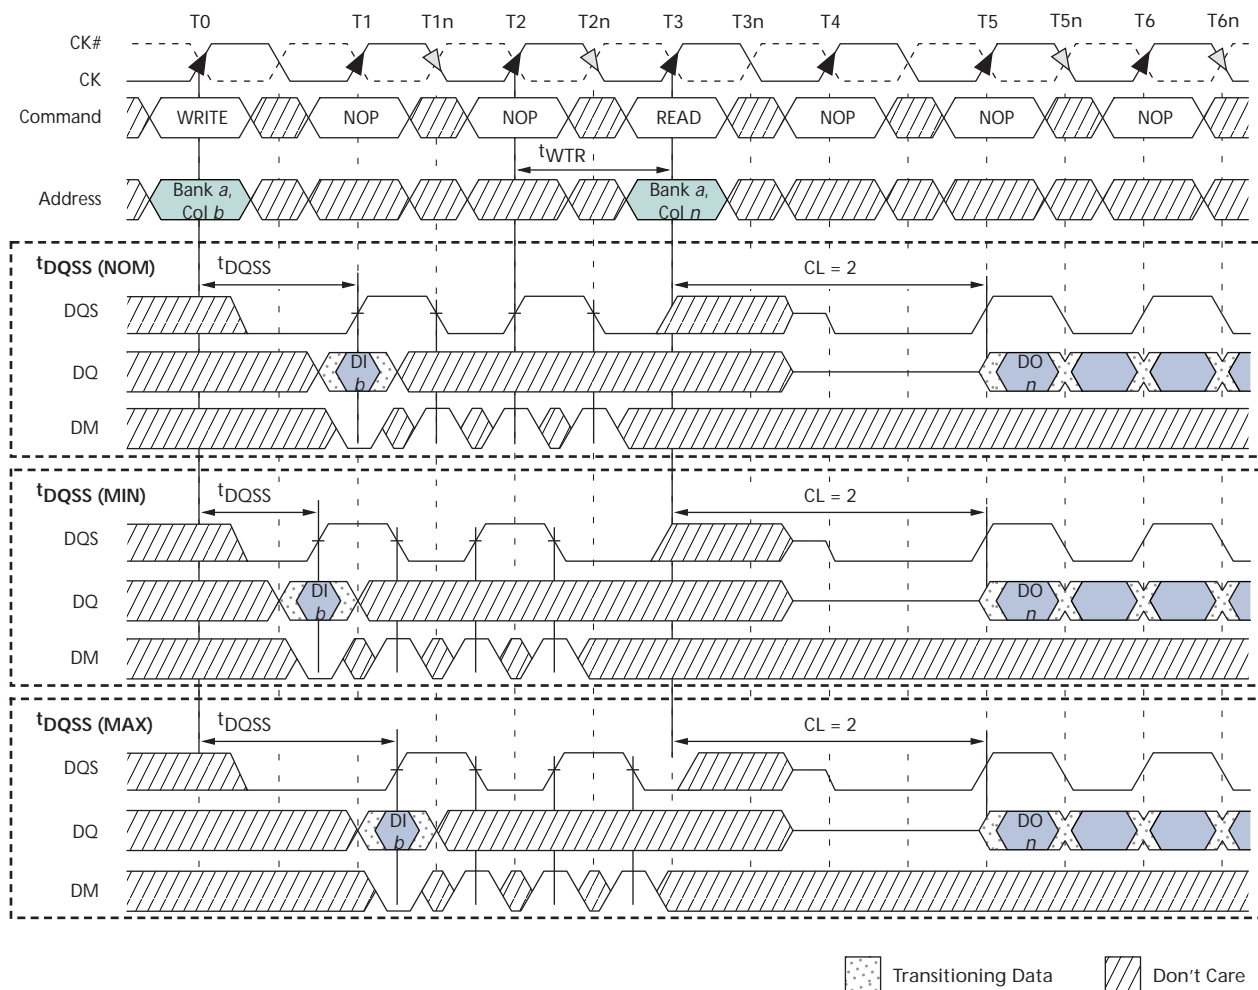 T0 T1 T1n T2 T2n T3 T3n T4 T5 T5n T6 T6n
CK#
CK
Command WRITE NOP NOP READ NOP NOP NOP
tWTR
Address Bank a, Col b Bank a, Col n
tDQSS (NOM) tDQSS CL = 2
DQS
DQ DI b DO n
DM
tDQSS (MIN) tDQSS CL = 2
DQS
DQ DI b DO n
DM
tDQSS (MAX) tDQSS CL = 2
DQS
DQ DI b DO n
DM
Transitioning Data Don't Care